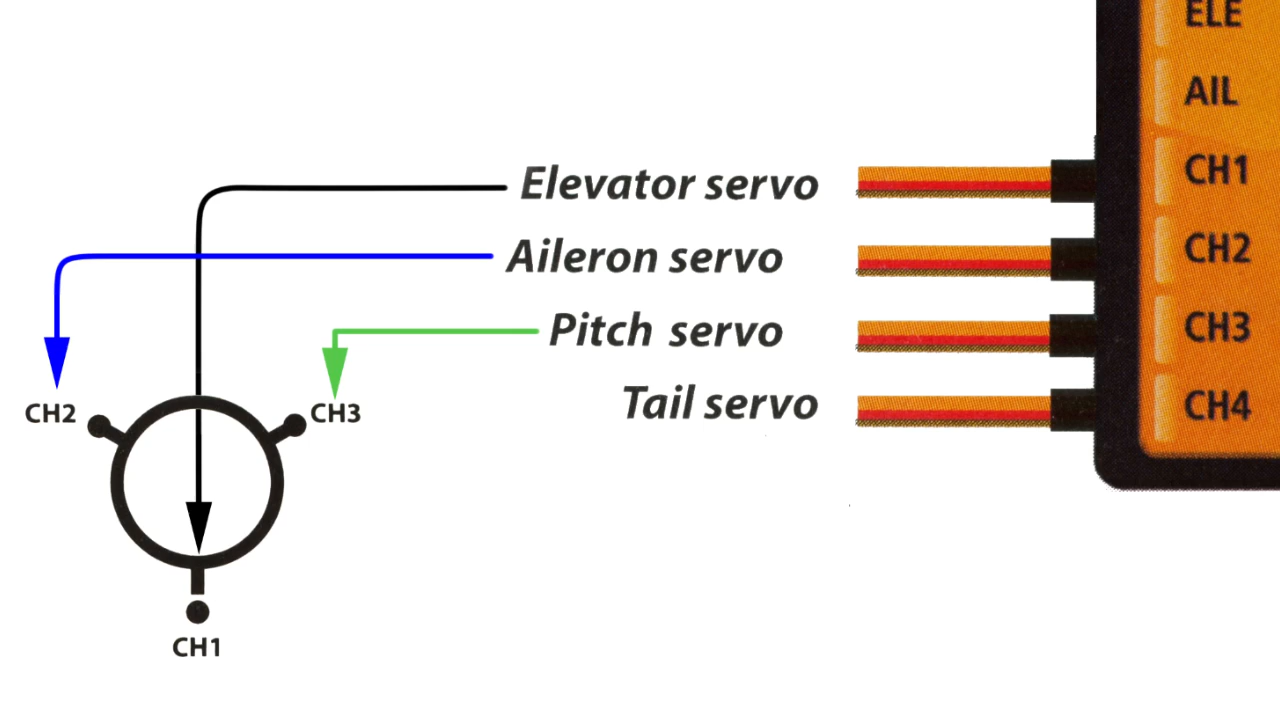 ELE
AIL
Elevator servo
CH1
Aileron servo
CH2
Pitch servo
CH3
Tail servo
CH4
CH2
CH3
CH1